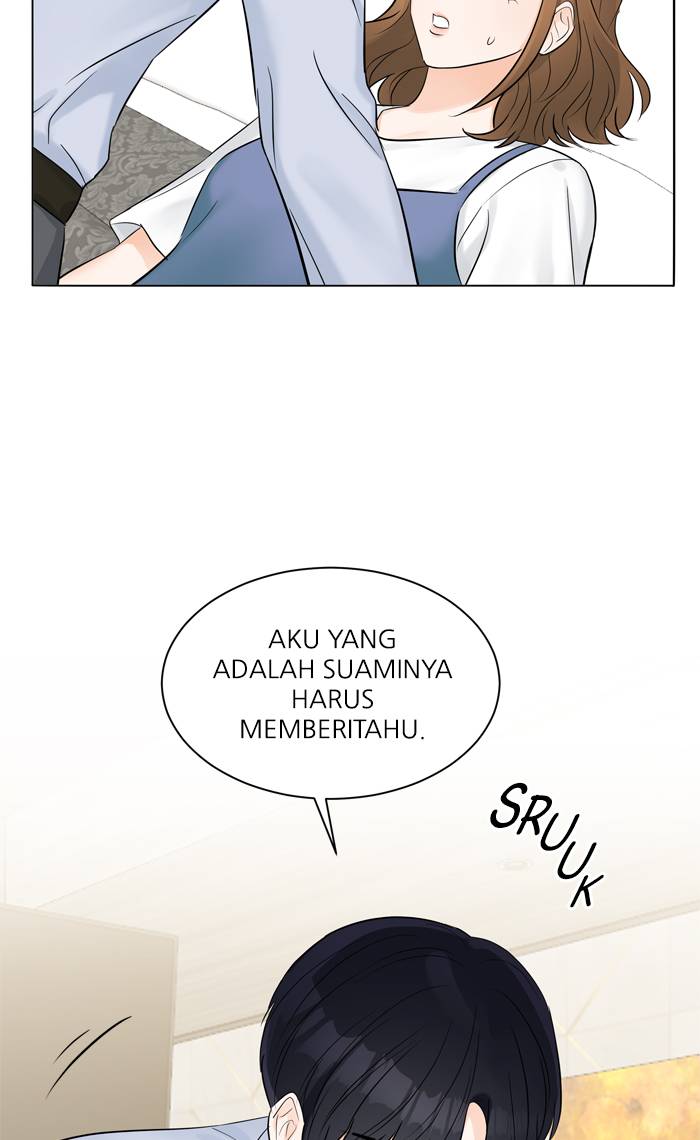 AKU YANG
ADALAH SUAMINYA
HARUS
MEMBERITAHU.
SRUUK